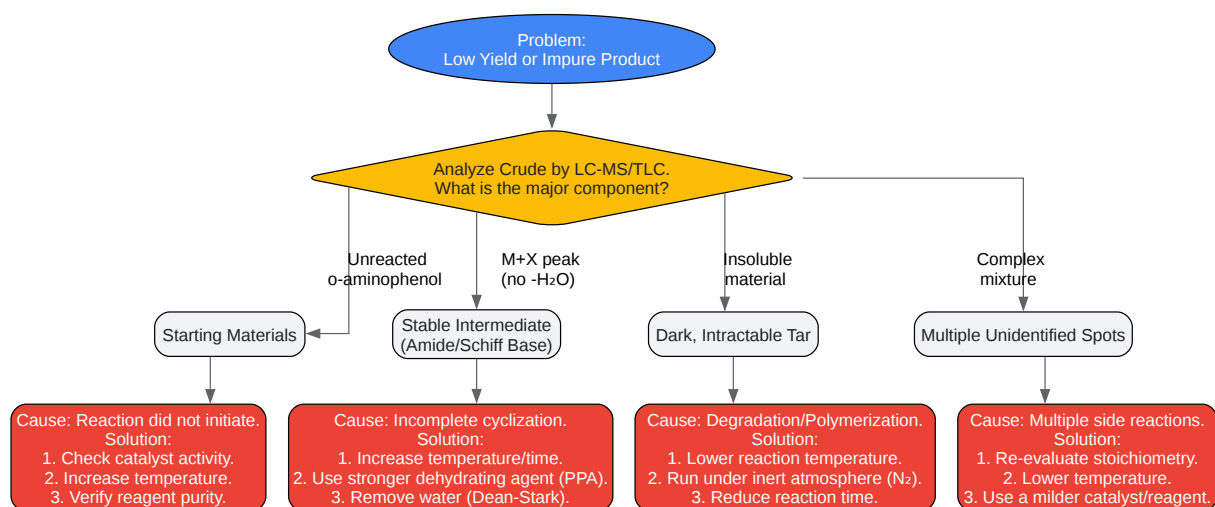 Problem:
Low Yield or Impure Product
Analyze Crude by LC-MS/TLC.
What is the major component?
Unreacted
o-aminophenol
M+X peak
(no -H₂O)
Insoluble
material
Complex
mixture
Starting Materials
Stable Intermediate
(Amide/Schiff Base)
Dark, Intractable Tar
Multiple Unidentified Spots
Cause: Reaction did not initiate.
Solution:
1. Check catalyst activity.
2. Increase temperature.
3. Verify reagent purity.
Cause: Incomplete cyclization.
Solution:
1. Increase temperature/time.
2. Use stronger dehydrating agent (PPA).
3. Remove water (Dean-Stark).
Cause: Degradation/Polymerization.
Solution:
1. Lower reaction temperature.
2. Run under inert atmosphere (N₂).
3. Reduce reaction time.
Cause: Multiple side reactions.
Solution:
1. Re-evaluate stoichiometry.
2. Lower temperature.
3. Use a milder catalyst/reagent.